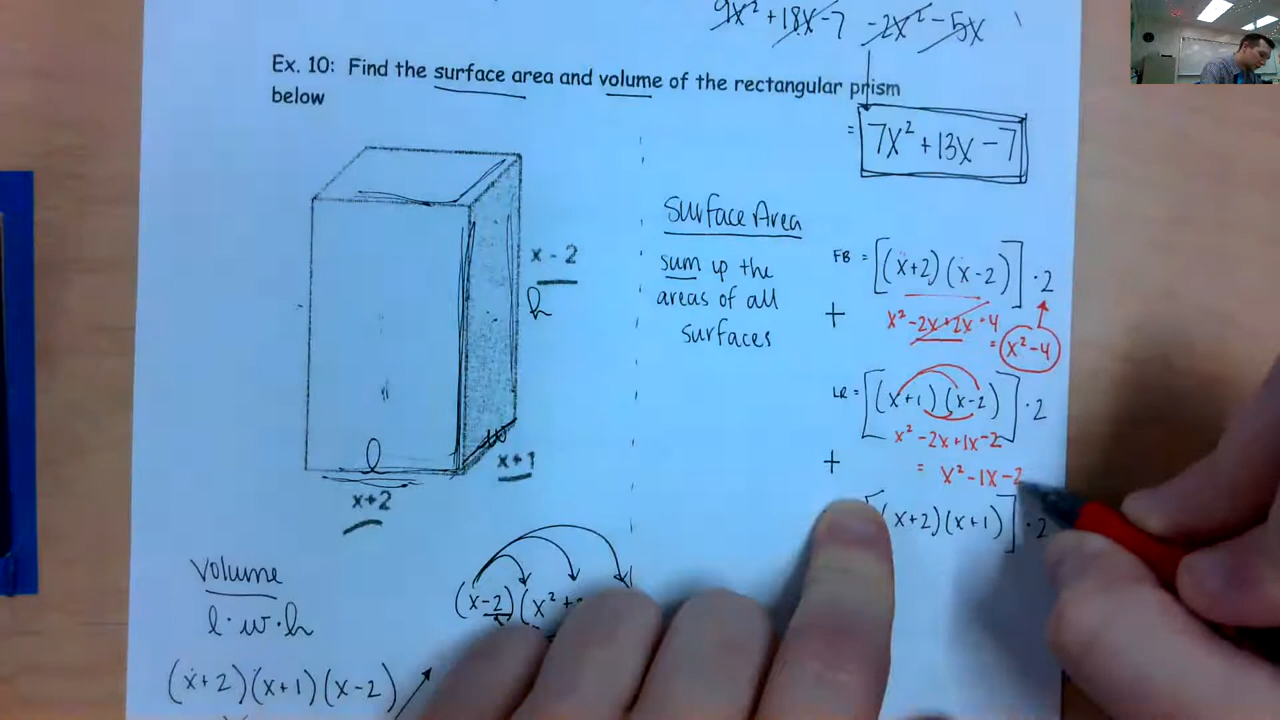 9x² + 18x - 7 - 2x² - 5x
Ex. 10: Find the surface area and volume of the rectangular prism
below
= 7x² + 13x - 7
x - 2
h
l
w
x + 1
x + 2
Surface Area
sum up the
areas of all
surfaces
FB = [(x+2)(x-2)] · 2
x² - 2x + 2x - 4
= x² - 4
+
LR = [(x+1)(x-2)] · 2
x² - 2x + 1x - 2
= x² - 1x - 2
+
[(x+2)(x+1)] · 2
Volume
l · w · h
(x+2)(x+1)(x-2)
(x-2)(x² +